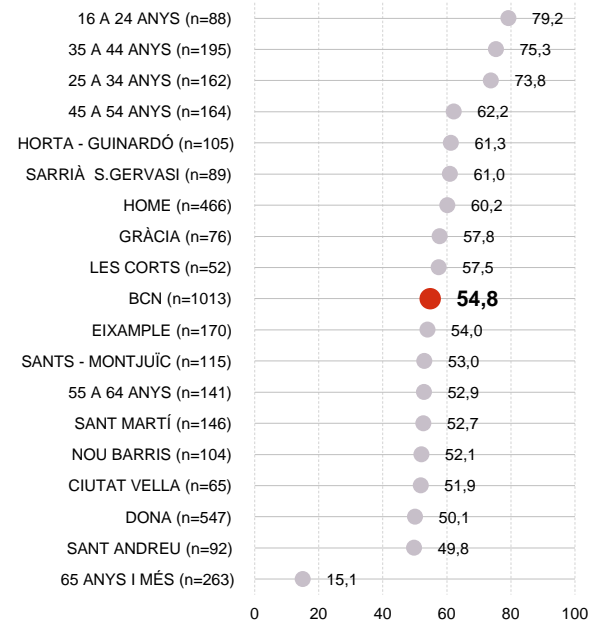 16 A 24 ANYS (n=88) 79,2
35 A 44 ANYS (n=195) 75,3
25 A 34 ANYS (n=162) 73,8
45 A 54 ANYS (n=164) 62,2
HORTA - GUINARDÓ (n=105) 61,3
SARRIÀ  S.GERVASI (n=89) 61,0
HOME (n=466) 60,2
GRÀCIA (n=76) 57,8
LES CORTS (n=52) 57,5
BCN (n=1013) 54,8
EIXAMPLE (n=170) 54,0
SANTS - MONTJUÏC (n=115) 53,0
55 A 64 ANYS (n=141) 52,9
SANT MARTÍ (n=146) 52,7
NOU BARRIS (n=104) 52,1
CIUTAT VELLA (n=65) 51,9
DONA (n=547) 50,1
SANT ANDREU (n=92) 49,8
65 ANYS I MÉS (n=263) 15,1
0 20 40 60 80 100